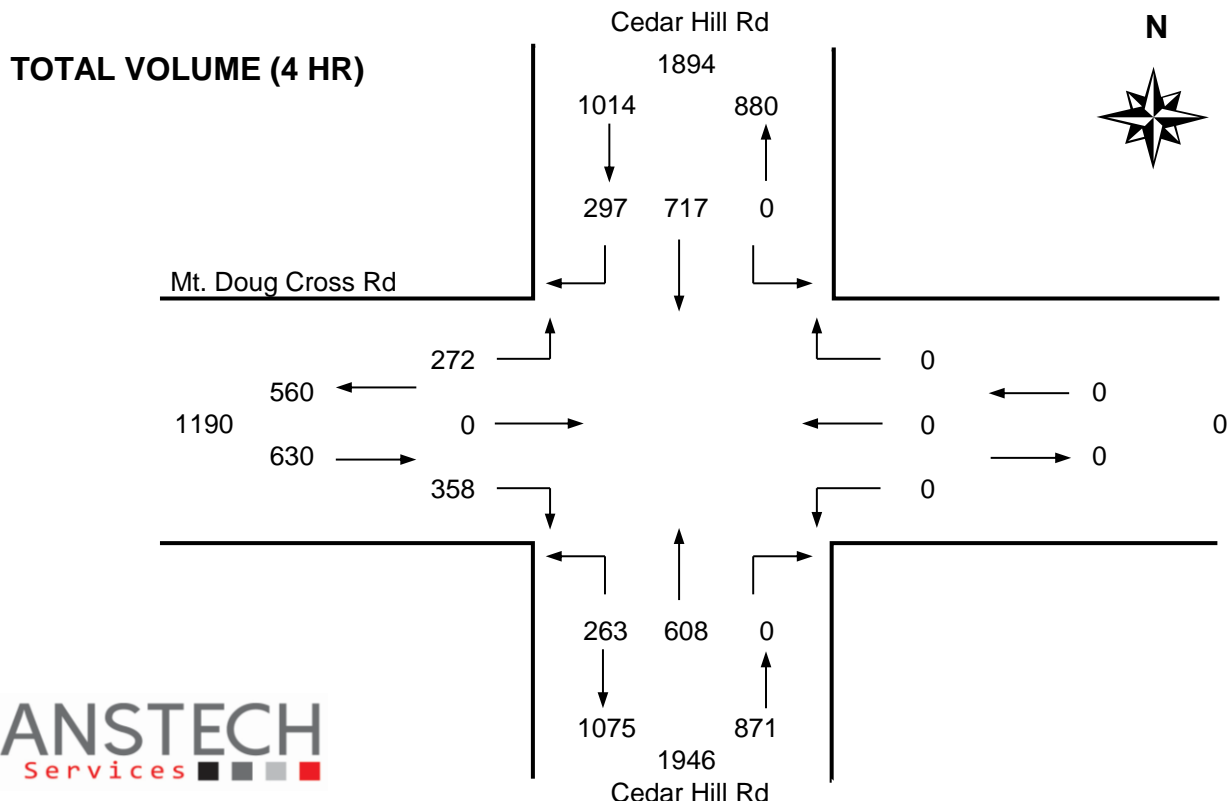 Cedar Hill Rd
N
TOTAL VOLUME (4 HR)
1894
1014 880
297 717 0
Mt. Doug Cross Rd
272 0
560 0
1190 0 0 0
630 0
358 0
263 608 0
1075 871
1946
Cedar Hill Rd
ANSTECH
Services